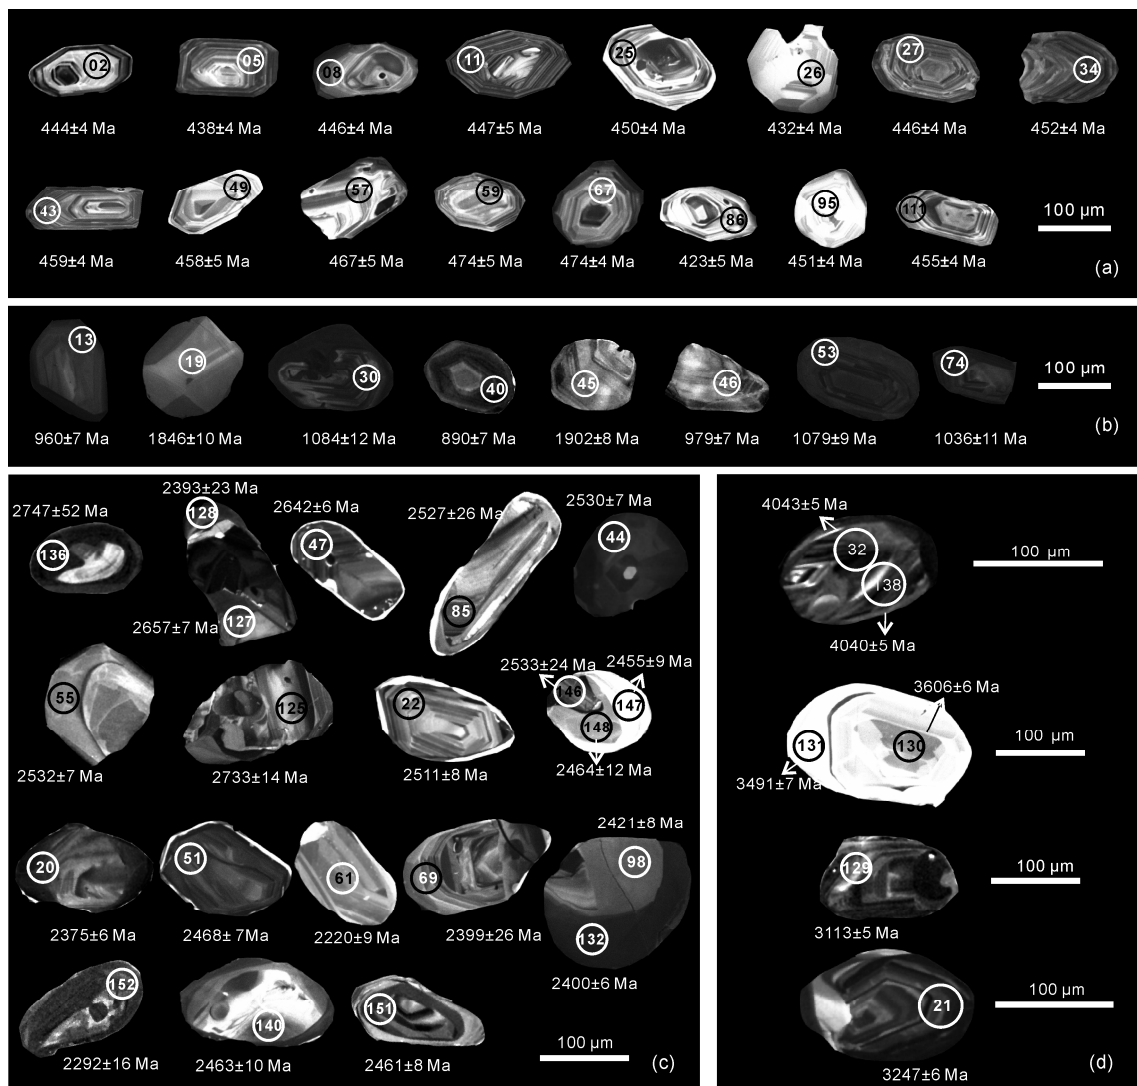 02 05 08 11 25 26 27 34
444±4 Ma 438±4 Ma 446±4 Ma 447±5 Ma 450±4 Ma 432±4 Ma 446±4 Ma 452±4 Ma
43 49 57 59 67 86 95 111
100 µm
459±4 Ma 458±5 Ma 467±5 Ma 474±5 Ma 474±4 Ma 423±5 Ma 451±4 Ma 455±4 Ma
(a)
13 19 30 40 45 46 53 74
100 µm
960±7 Ma 1846±10 Ma 1084±12 Ma 890±7 Ma 1902±8 Ma 979±7 Ma 1079±9 Ma 1036±11 Ma
(b)
2747±52 Ma 2393±23 Ma 2642±6 Ma 2527±26 Ma 2530±7 Ma
136 128 47 85 44
2657±7 Ma 127
2533±24 Ma 2455±9 Ma
55 125 22 146 147
148
2532±7 Ma 2733±14 Ma 2511±8 Ma 2464±12 Ma
2421±8 Ma
20 51 61 69 98
132
2375±6 Ma 2468± 7Ma 2220±9 Ma 2399±26 Ma
2400±6 Ma
152 140 151
100 µm
2292±16 Ma 2463±10 Ma 2461±8 Ma
(c)
4043±5 Ma
32
100 µm
138
4040±5 Ma
3606±6 Ma
131 130
100 µm
3491±7 Ma
129
100 µm
3113±5 Ma
21
100 µm
3247±6 Ma
(d)